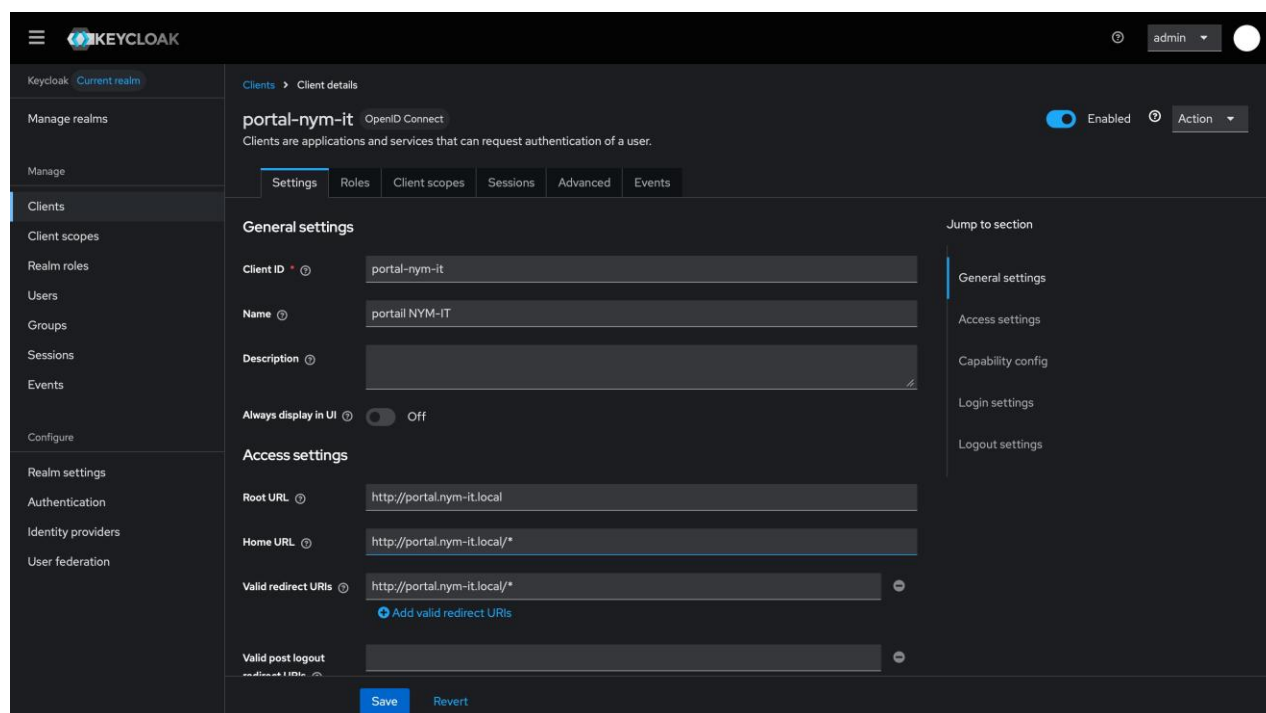 KEYCLOAK
admin
Keycloak Current realm
Manage realms
Manage
Clients
Client scopes
Realm roles
Users
Groups
Sessions
Events
Configure
Realm settings
Authentication
Identity providers
User federation
Clients > Client details
portal-nym-it OpenID Connect
Enabled Action
Clients are applications and services that can request authentication of a user.
Settings Roles Client scopes Sessions Advanced Events
General settings
Client ID * portal-nym-it
Name portail NYM-IT
Description
Always display in UI Off
Access settings
Root URL http://portal.nym-it.local
Home URL http://portal.nym-it.local/*
Valid redirect URIs http://portal.nym-it.local/*
Add valid redirect URIs
Valid post logout
redirect URIs
Save Revert
Jump to section
General settings
Access settings
Capability config
Login settings
Logout settings